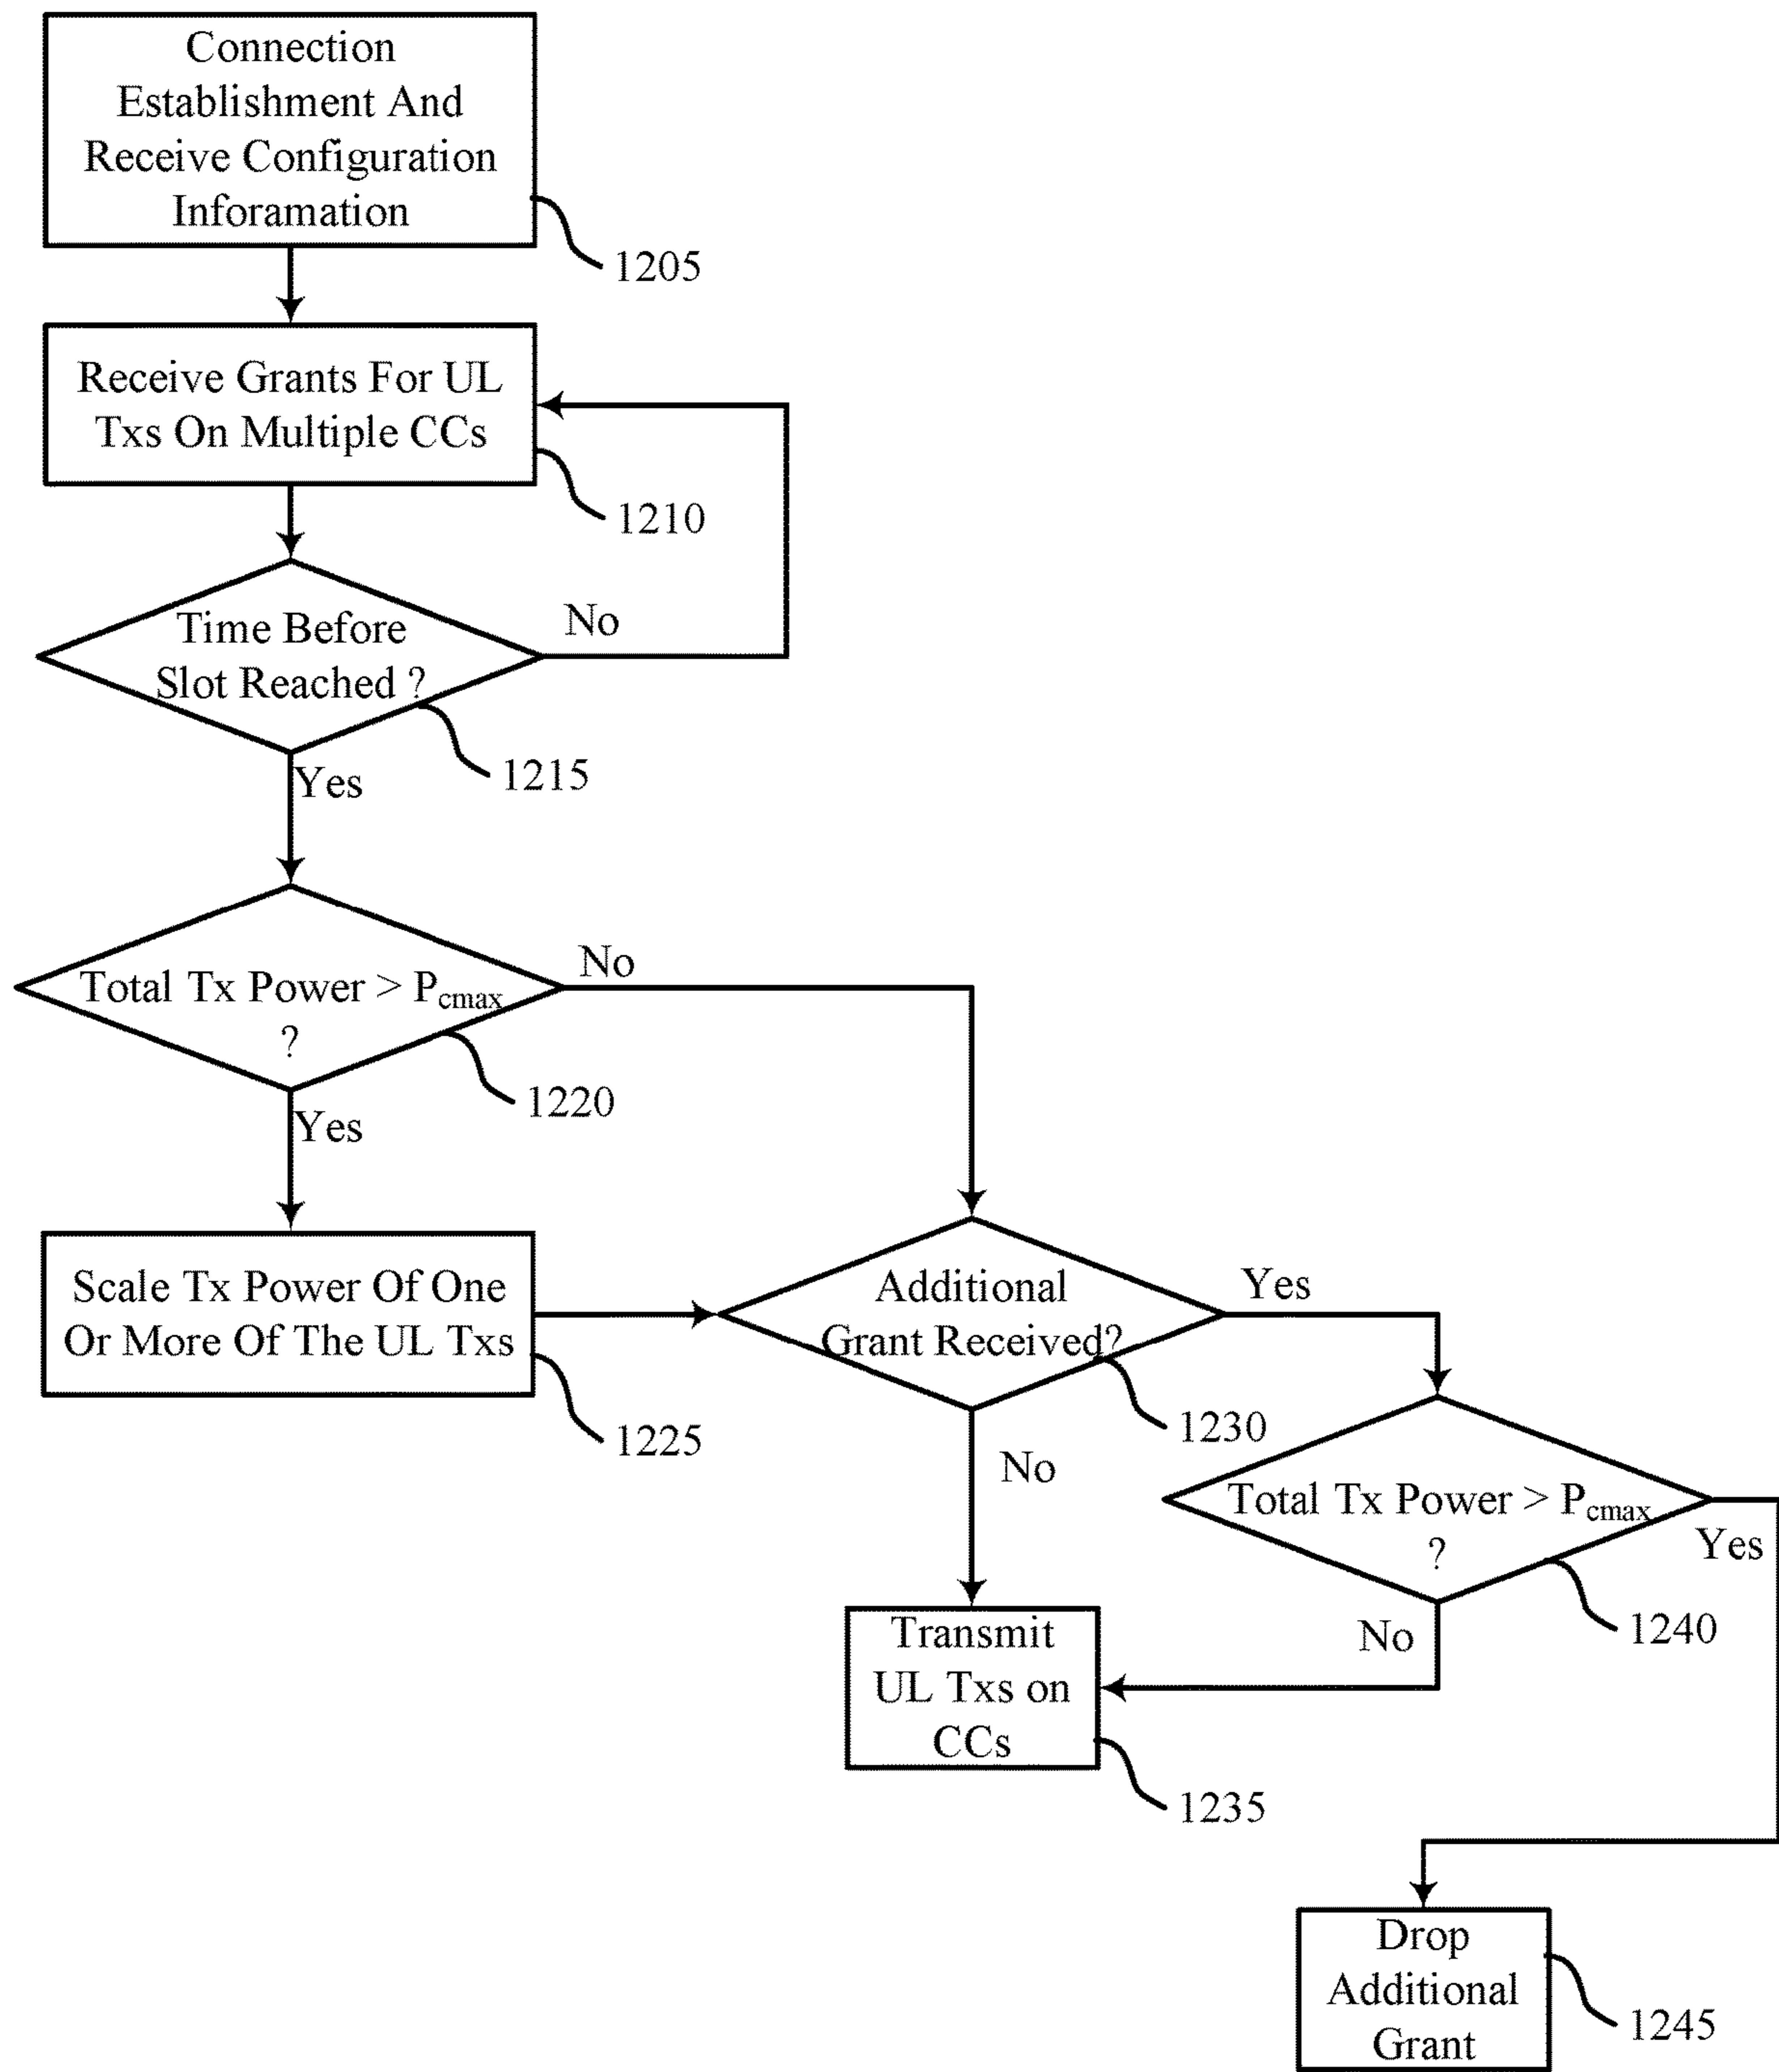 Connection
Establishment And
Receive Configuration
Inforamation
1205
Receive Grants For UL
Txs On Multiple CCs
1210
Time Before
Slot Reached ?
No
1215
Yes
Total Tx Power > Pcmax
?
No
1220
Yes
Scale Tx Power Of One
Or More Of The UL Txs
1225
Additional
Grant Received?
Yes
1230
No
Total Tx Power > Pcmax
?
Yes
1240
No
Transmit
UL Txs on
CCs
1235
Drop
Additional
Grant
1245